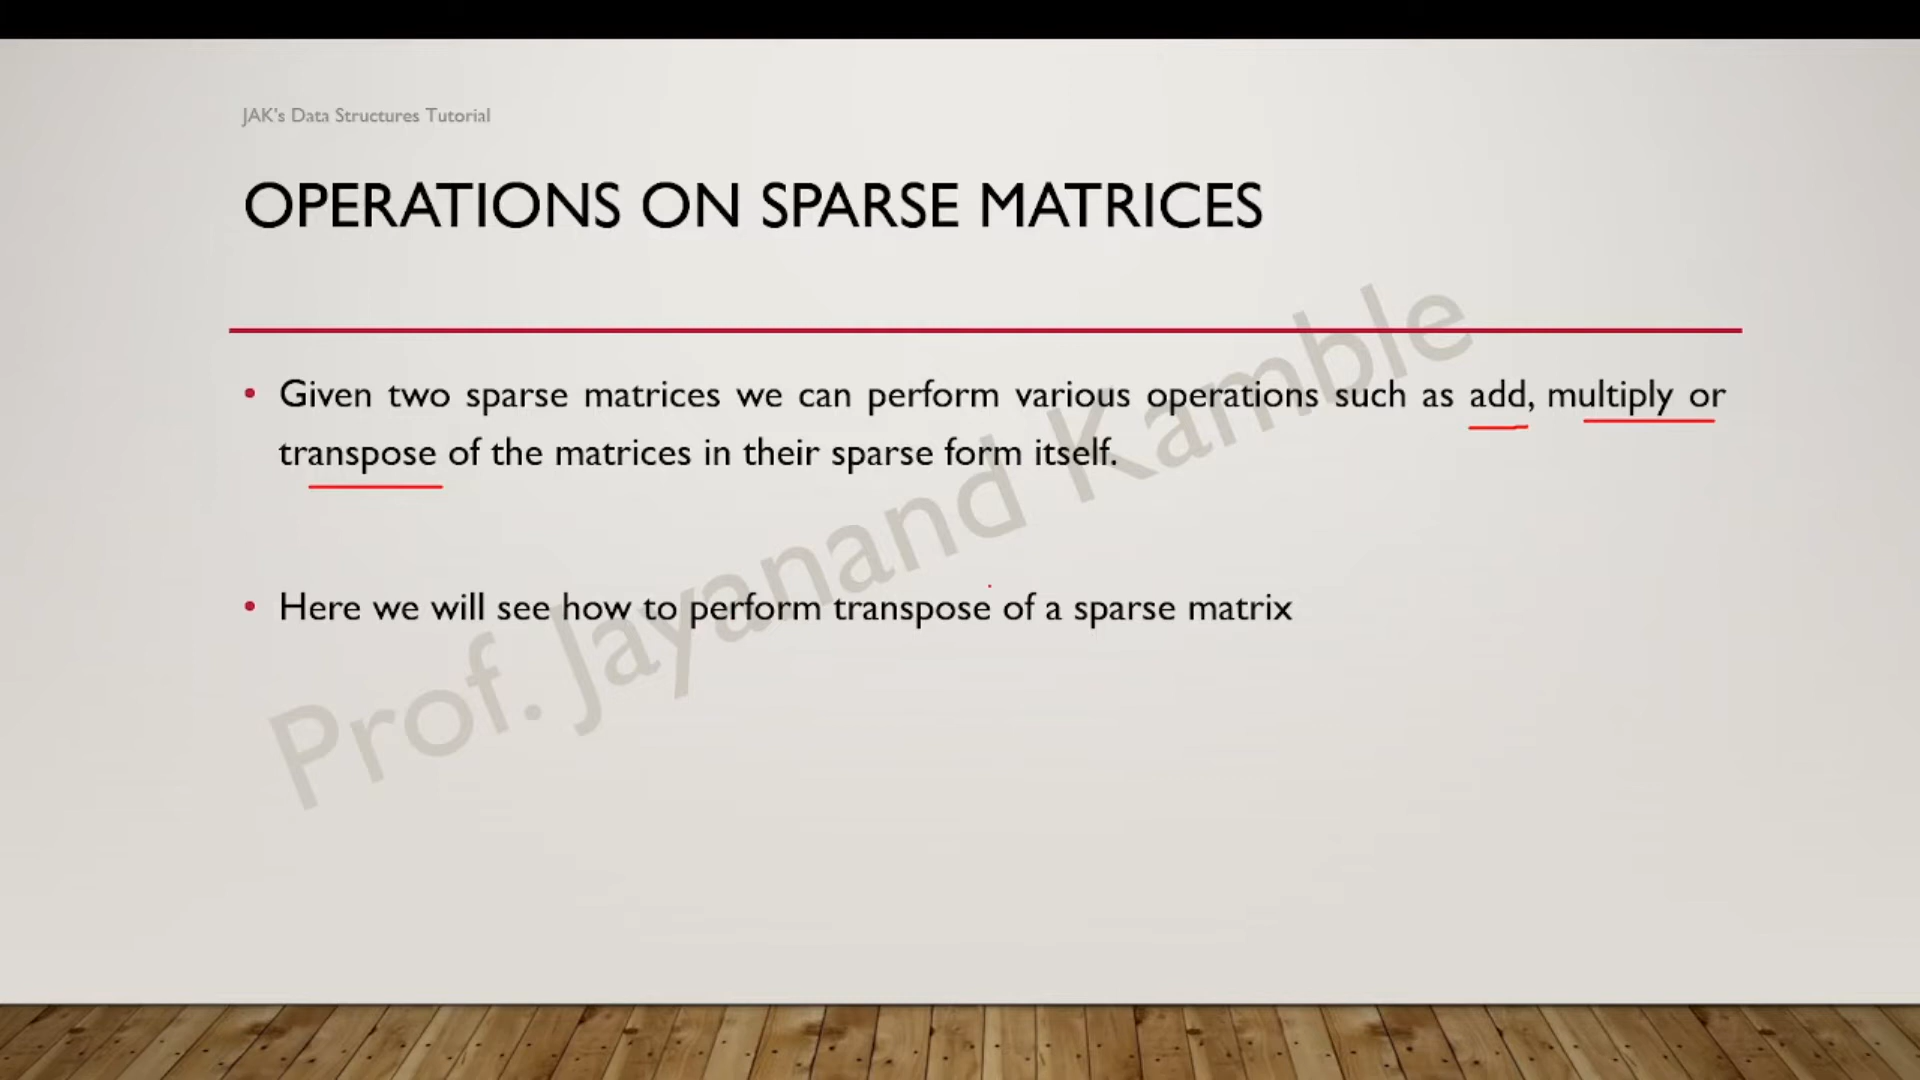 JAK's Data Structures Tutorial
OPERATIONS ON SPARSE MATRICES
• Given two sparse matrices we can perform various operations such as add, multiply or
transpose of the matrices in their sparse form itself.
• Here we will see how to perform transpose of a sparse matrix
Prof. Jayanand Kamble